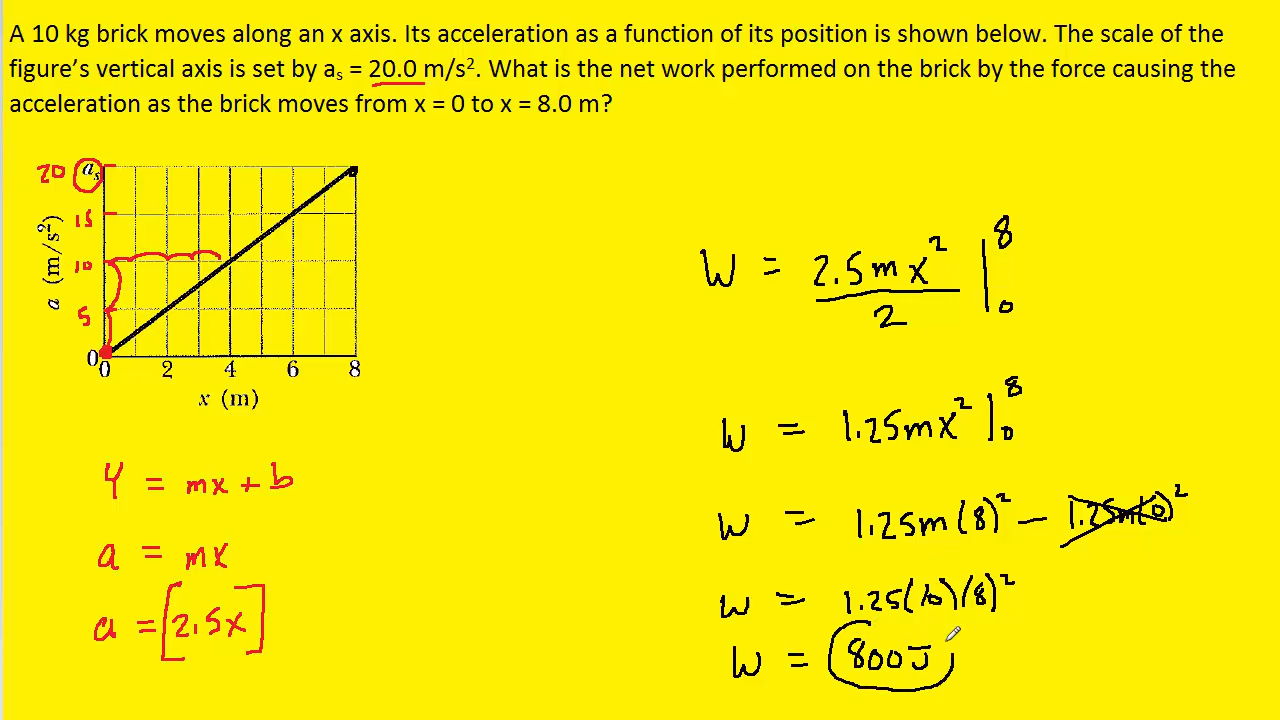 A 10 kg brick moves along an x axis. Its acceleration as a function of its position is shown below. The scale of the
figure’s vertical axis is set by aₛ = 20.0 m/s². What is the net work performed on the brick by the force causing the
acceleration as the brick moves from x = 0 to x = 8.0 m?
20 aₛ
15
10
5
0
a (m/s²)
0 2 4 6 8
x (m)
Y = mx + b
a = mx
a = [2.5x]
W = 2.5mx²/2 |₀⁸
W = 1.25mx² |₀⁸
W = 1.25m(8)² − 1.25m(0)²
W = 1.25(10)(8)²
W = 800J